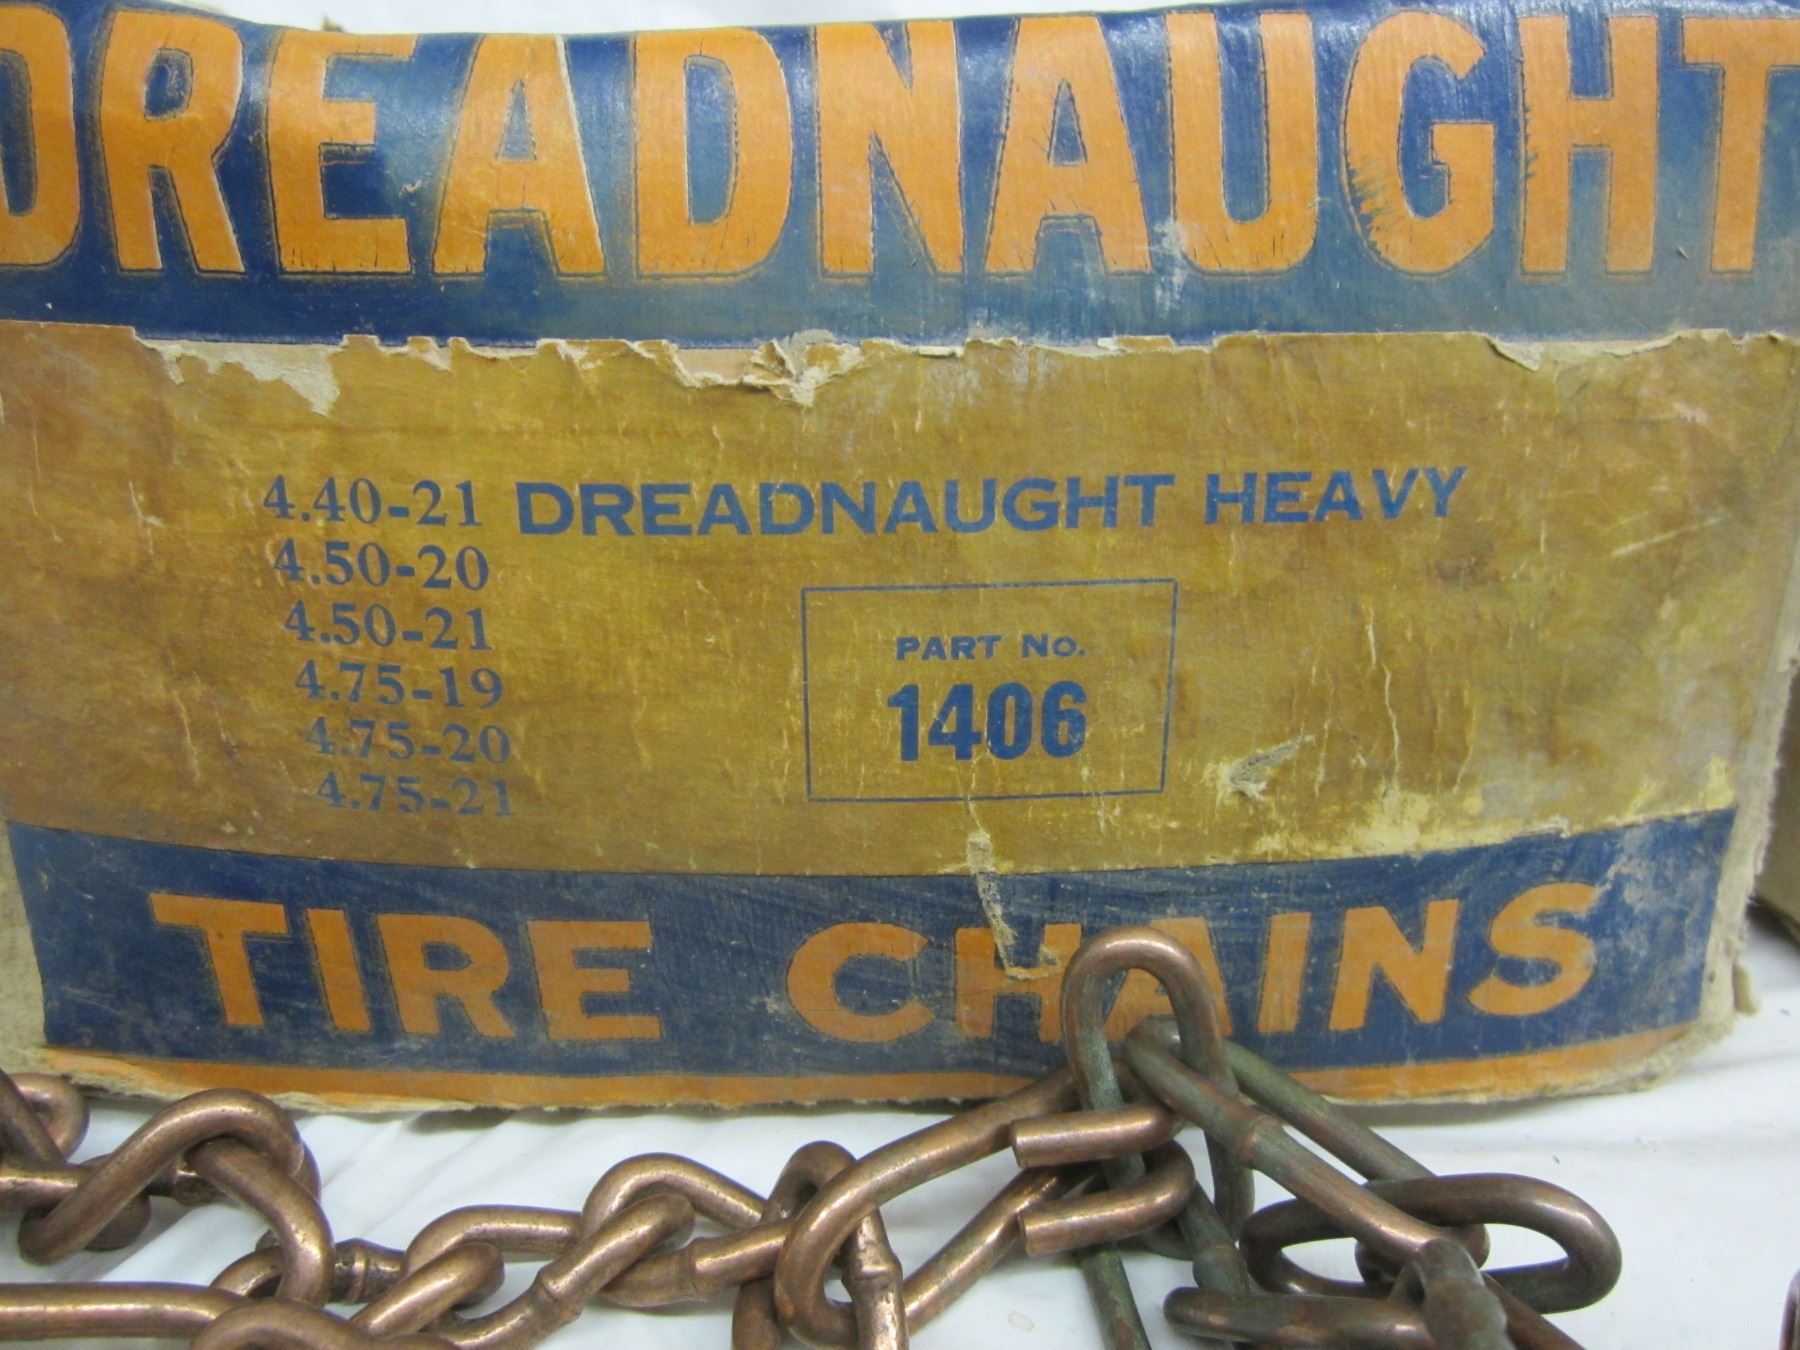 DREADNAUGHT
4.40-21 DREADNAUGHT HEAVY
4.50-20
4.50-21
4.75-19
4.75-20
4.75-21
PART No.
1406
TIRE CHAINS